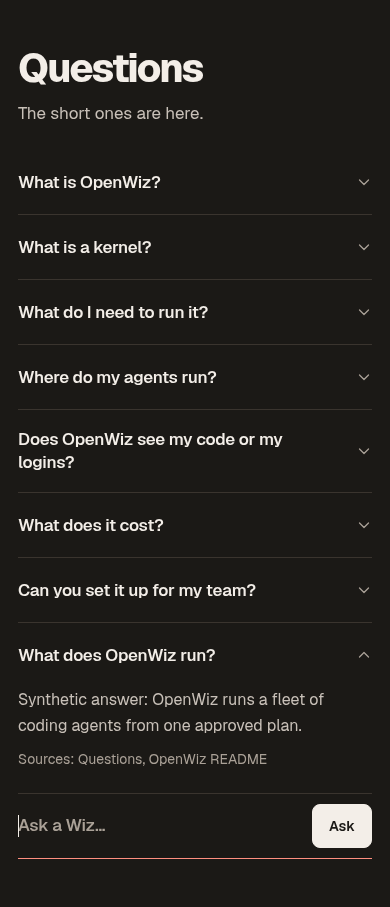 Questions
The short ones are here.
What is OpenWiz?
What is a kernel?
What do I need to run it?
Where do my agents run?
Does OpenWiz see my code or my
logins?
What does it cost?
Can you set it up for my team?
What does OpenWiz run?
Synthetic answer: OpenWiz runs a fleet of
coding agents from one approved plan.
Sources: Questions, OpenWiz README
Ask a Wiz...
Ask